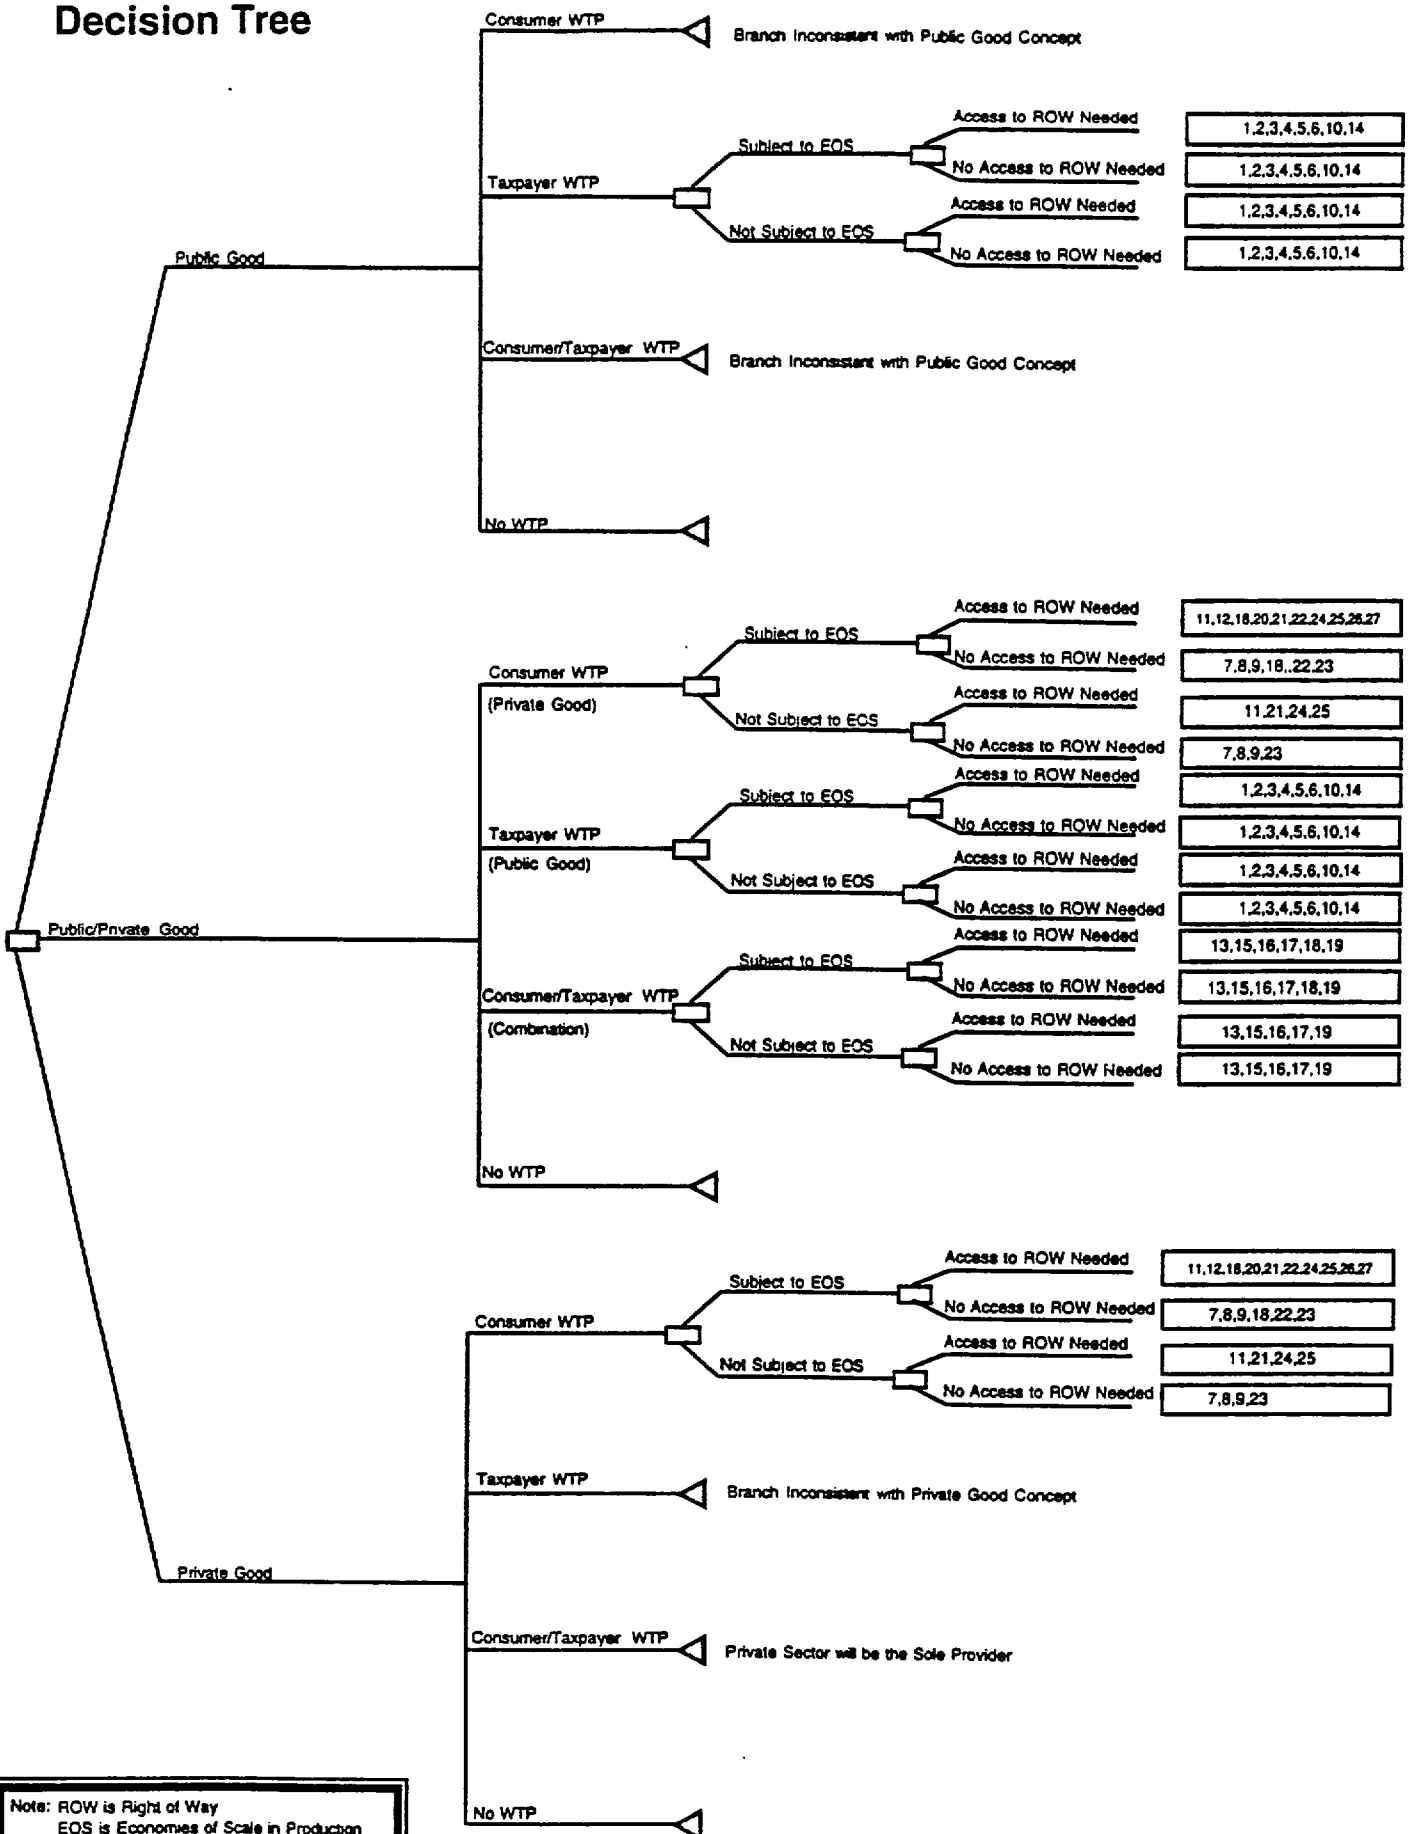 Decision Tree
Consumer WTP
Branch Inconsistent with Public Good Concept
Access to ROW Needed
1,2,3,4,5,6,10,14
Subject to EOS
No Access to ROW Needed
1,2,3,4,5,6,10,14
Taxpayer WTP
Access to ROW Needed
1,2,3,4,5,6,10,14
Not Subject to EOS
No Access to ROW Needed
1,2,3,4,5,6,10,14
Public Good
Consumer/Taxpayer WTP
Branch Inconsistent with Public Good Concept
No WTP
Access to ROW Needed
11,12,18,20,21,22,24,25,26,27
Subject to EOS
No Access to ROW Needed
7,8,9,18,,22,23
Consumer WTP
(Private Good)
Access to ROW Needed
11,21,24,25
Not Subject to EOS
No Access to ROW Needed
7,8,9,23
Access to ROW Needed
1,2,3,4,5,6,10,14
Subject to EOS
No Access to ROW Needed
1,2,3,4,5,6,10,14
Taxpayer WTP
(Public Good)
Access to ROW Needed
1,2,3,4,5,6,10,14
Not Subject to EOS
No Access to ROW Needed
1,2,3,4,5,6,10,14
Public/Private Good
Access to ROW Needed
13,15,16,17,18,19
Subject to EOS
No Access to ROW Needed
13,15,16,17,18,19
Consumer/Taxpayer WTP
(Combination)
Access to ROW Needed
13,15,16,17,19
Not Subject to EOS
No Access to ROW Needed
13,15,16,17,19
No WTP
Access to ROW Needed
11,12,18,20,21,22,24,25,26,27
Subject to EOS
No Access to ROW Needed
7,8,9,18,22,23
Consumer WTP
Access to ROW Needed
11,21,24,25
Not Subject to EOS
No Access to ROW Needed
7,8,9,23
Taxpayer WTP
Branch Inconsistent with Private Good Concept
Private Good
Consumer/Taxpayer WTP
Private Sector will be the Sole Provider
No WTP
Note: ROW is Right of Way
EOS is Economies of Scale in Production